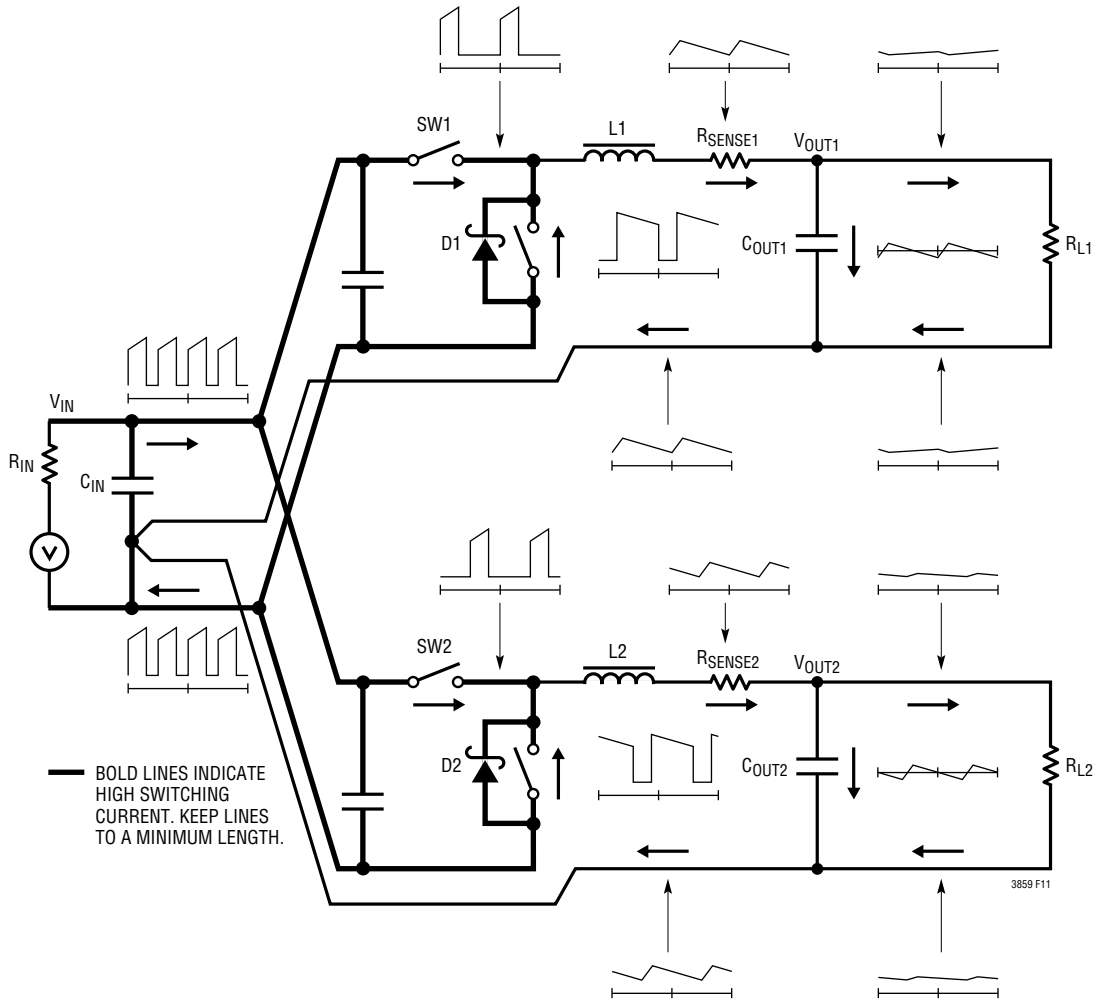 SW1
L1
RSENSE1
VOUT1
D1
COUT1
RL1
VIN
RIN
CIN
V
SW2
L2
RSENSE2
VOUT2
D2
COUT2
RL2
BOLD LINES INDICATE
HIGH SWITCHING
CURRENT. KEEP LINES
TO A MINIMUM LENGTH.
3859 F11